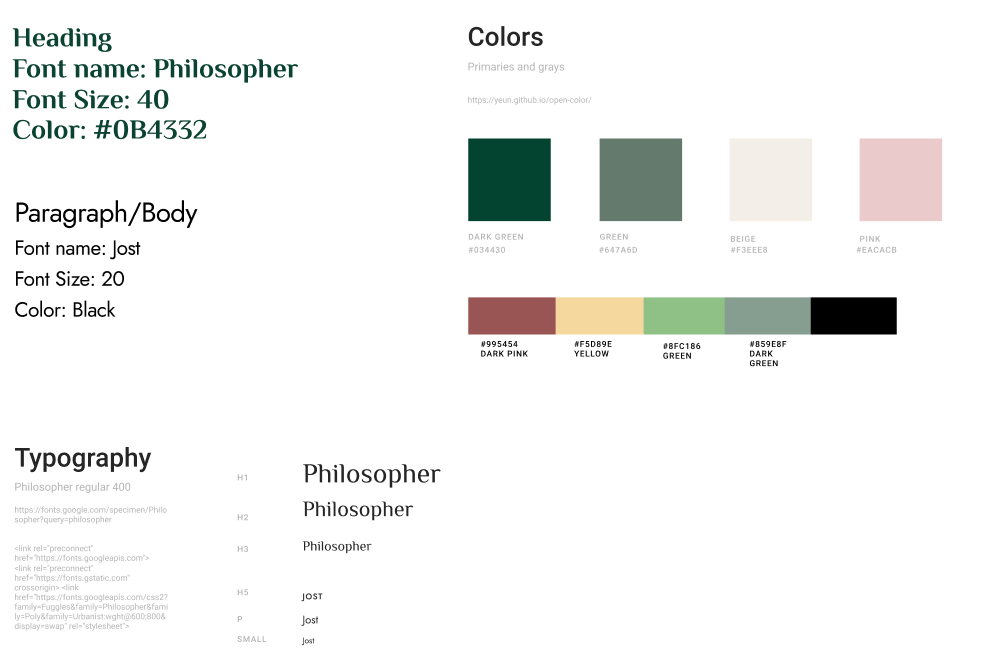 Heading
Font name: Philosopher
Font Size: 40
Color: #0B4332
Paragraph/Body
Font name: Jost
Font Size: 20
Color: Black
Colors
Primaries and grays
https://yeun.github.io/open-color/
DARK GREEN
#034430
GREEN
#647A6D
BEIGE
#F3EEE8
PINK
#EACACB
#995454
DARK PINK
#F5D89E
YELLOW
#8FC186
GREEN
#859E8F
DARK
GREEN
Typography
Philosopher regular 400
https://fonts.google.com/specimen/Philo
sopher?query=philosopher
<link rel="preconnect"
href="https://fonts.googleapis.com">
<link rel="preconnect"
href="https://fonts.gstatic.com"
crossorigin> <link
href="https://fonts.googleapis.com/css2?
family=Fuggles&family=Philosopher&fami
ly=Poly&family=Urbanist:wght@600;800&
display=swap" rel="stylesheet">
H1
Philosopher
H2
Philosopher
H3
Philosopher
H5
JOST
P
Jost
SMALL
Jost